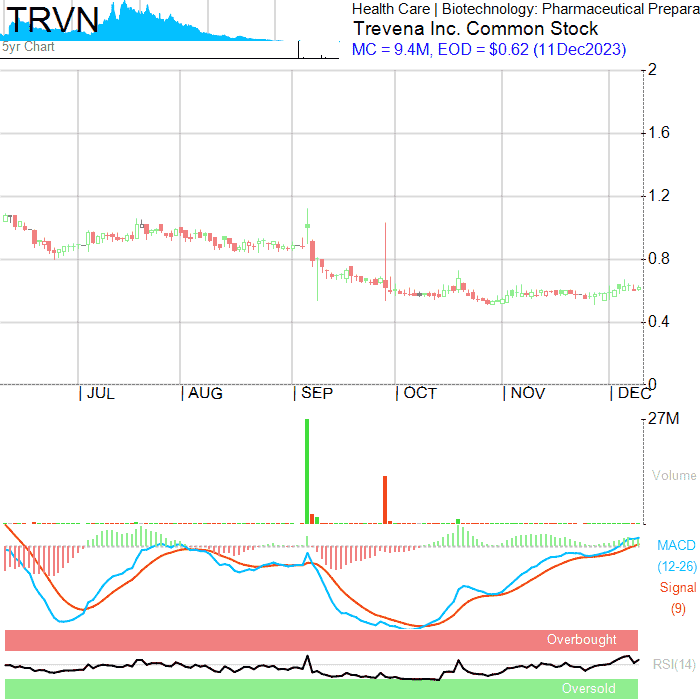 TRVN
Health Care | Biotechnology: Pharmaceutical Prepara
Trevena Inc. Common Stock
5yr Chart
MC = 9.4M, EOD = $0.62 (11Dec2023)
2
1.6
1.2
0.8
0.4
0
| JUL | AUG | SEP | OCT | NOV | DEC
27M
Volume
MACD
(12-26)
Signal
(9)
Overbought
RSI(14)
Oversold